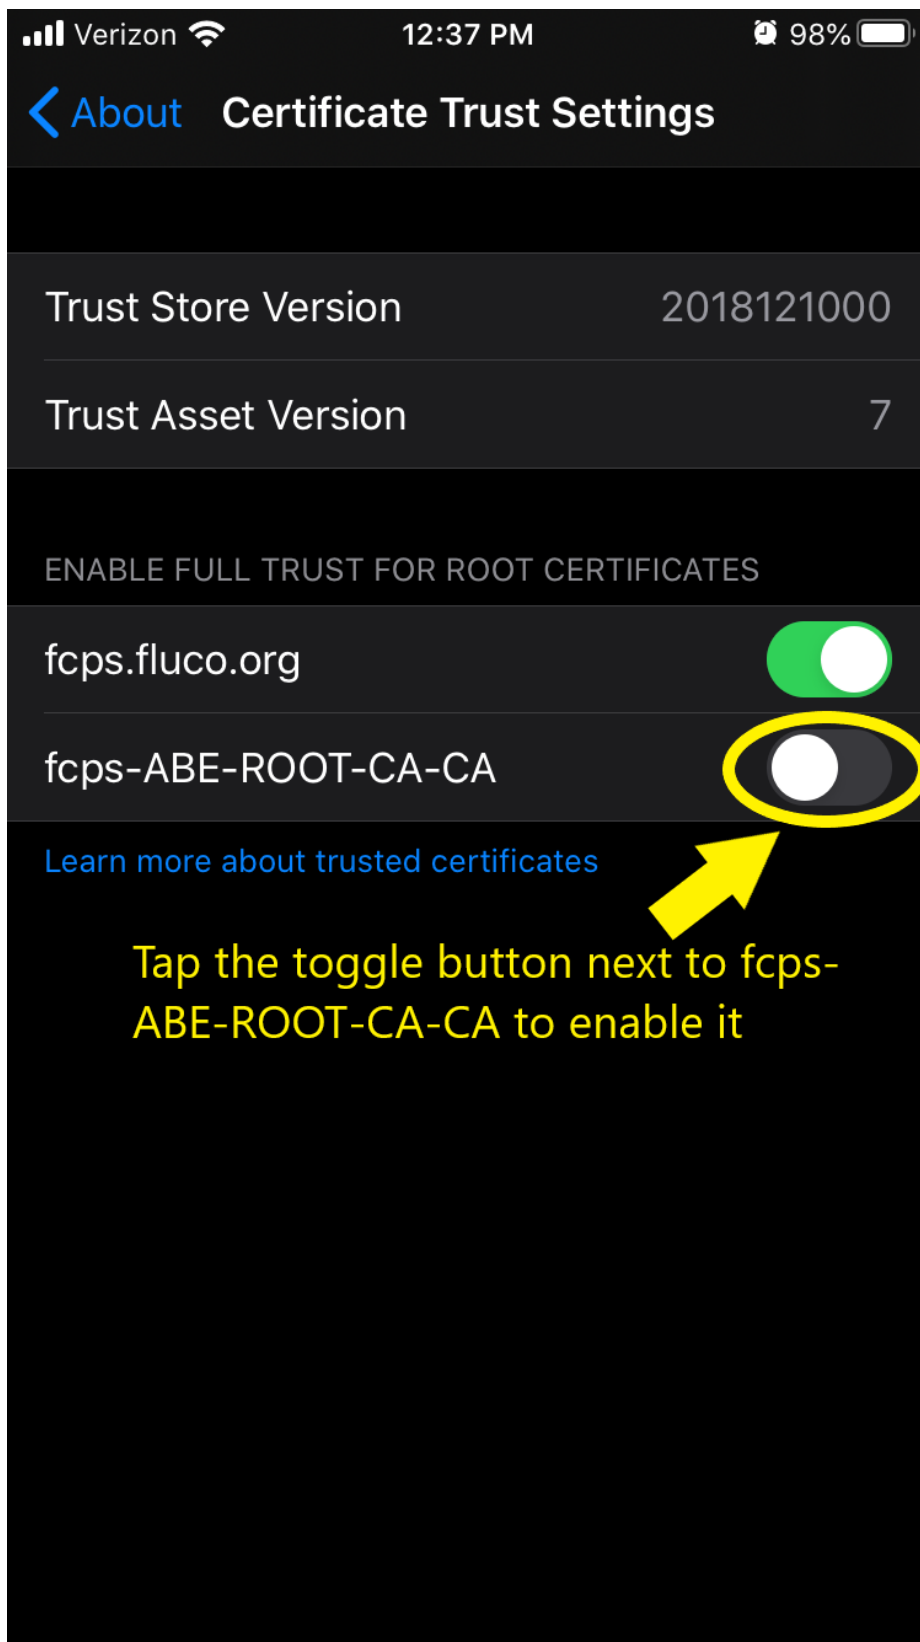 Verizon 12:37 PM 98%
About Certificate Trust Settings
Trust Store Version 2018121000
Trust Asset Version 7
ENABLE FULL TRUST FOR ROOT CERTIFICATES
fcps.fluco.org
fcps-ABE-ROOT-CA-CA
Learn more about trusted certificates
Tap the toggle button next to fcps-
ABE-ROOT-CA-CA to enable it